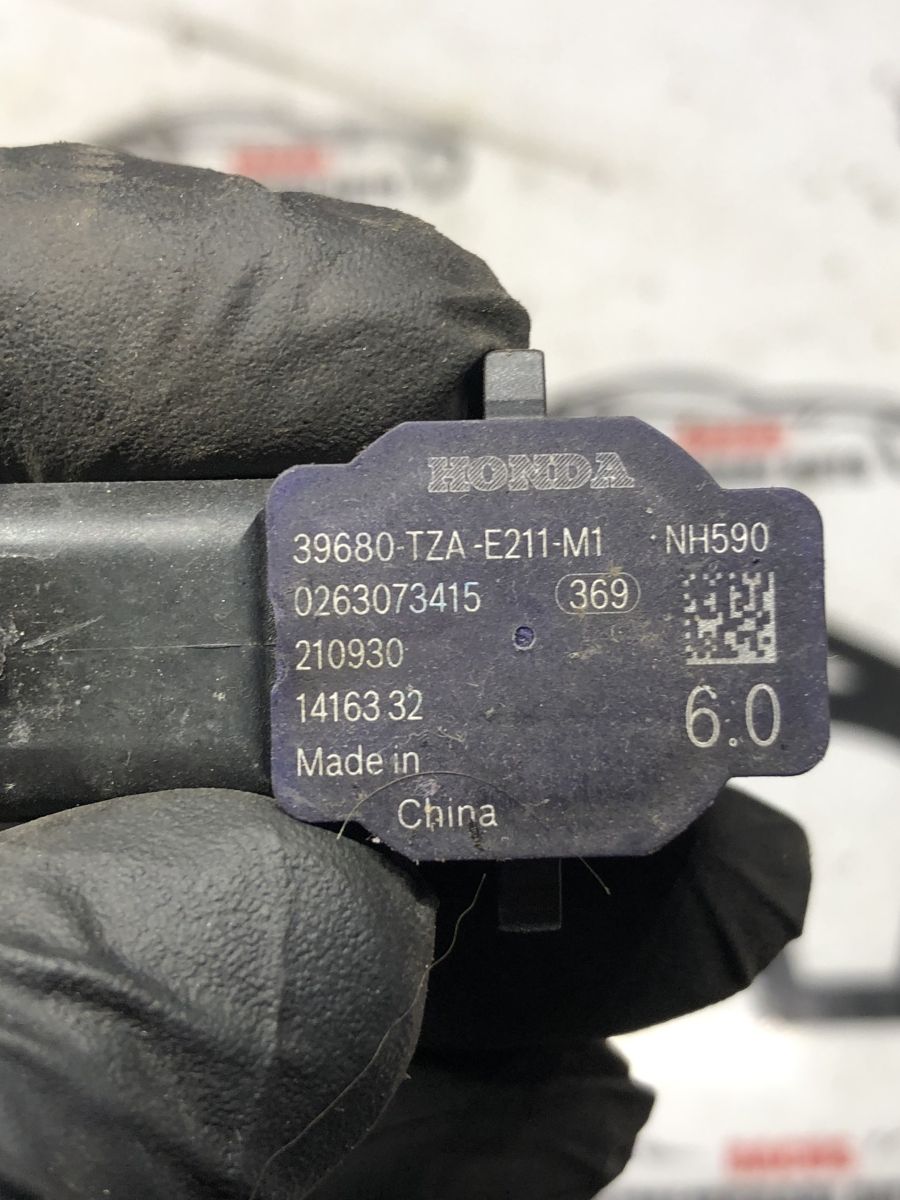 HONDA
39680-TZA-E211-M1 NH590
0263073415 369
210930
14163 32
6.0
Made in
China